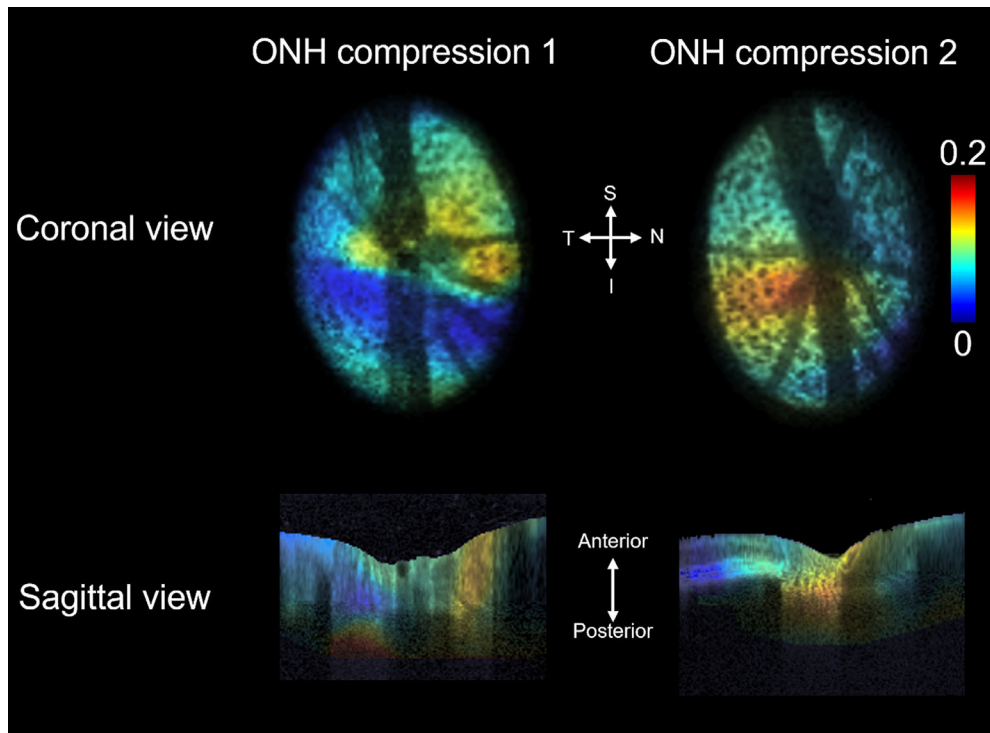 ONH compression 1
ONH compression 2
0.2
S
Coronal view
T
N
I
0
Anterior
Sagittal view
Posterior